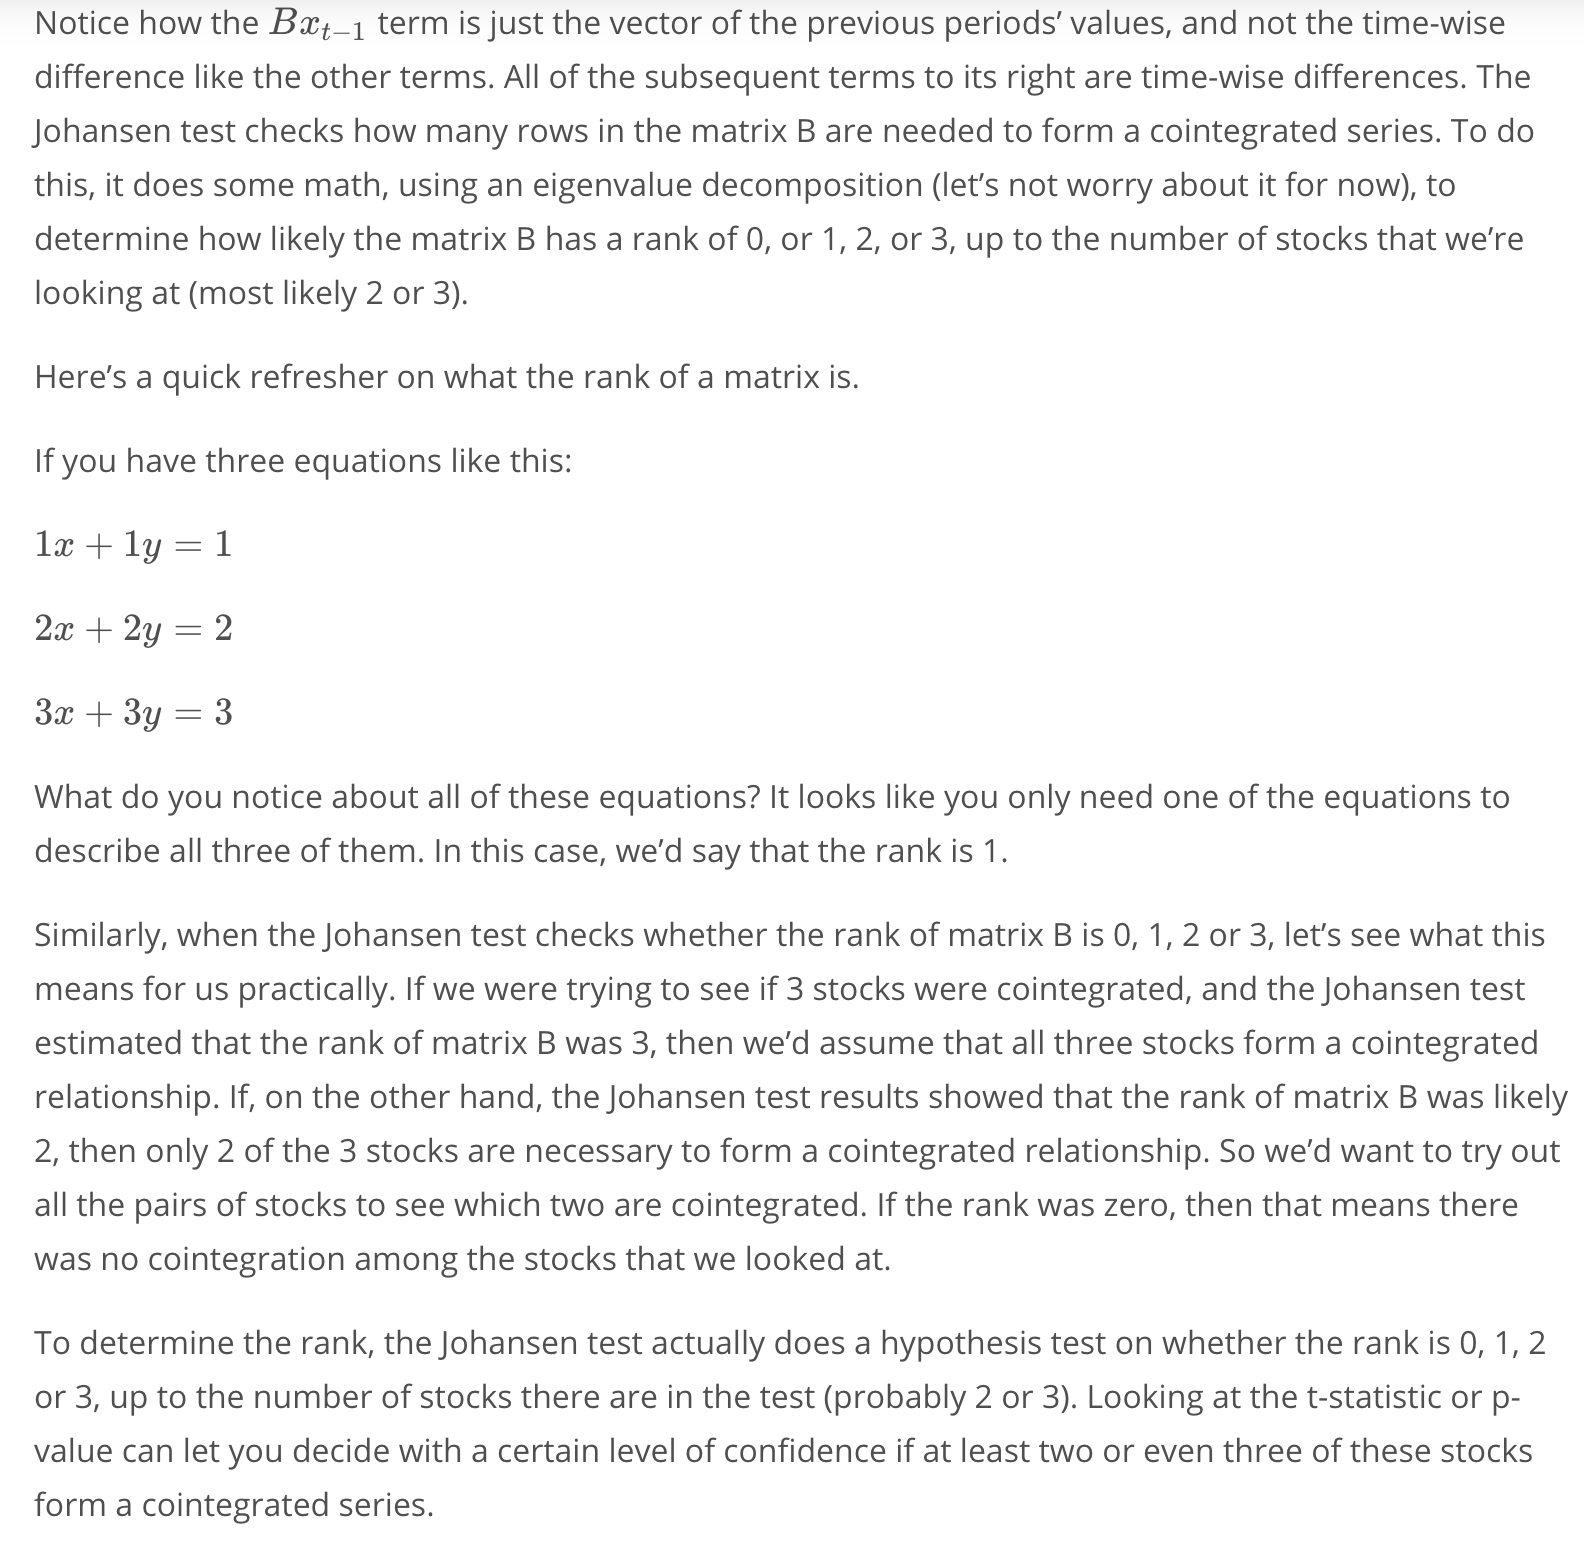 Notice how the Bxₜ₋₁ term is just the vector of the previous periods’ values, and not the time-wise
difference like the other terms. All of the subsequent terms to its right are time-wise differences. The
Johansen test checks how many rows in the matrix B are needed to form a cointegrated series. To do
this, it does some math, using an eigenvalue decomposition (let’s not worry about it for now), to
determine how likely the matrix B has a rank of 0, or 1, 2, or 3, up to the number of stocks that we’re
looking at (most likely 2 or 3).
Here’s a quick refresher on what the rank of a matrix is.
If you have three equations like this:
1x + 1y = 1
2x + 2y = 2
3x + 3y = 3
What do you notice about all of these equations? It looks like you only need one of the equations to
describe all three of them. In this case, we’d say that the rank is 1.
Similarly, when the Johansen test checks whether the rank of matrix B is 0, 1, 2 or 3, let’s see what this
means for us practically. If we were trying to see if 3 stocks were cointegrated, and the Johansen test
estimated that the rank of matrix B was 3, then we’d assume that all three stocks form a cointegrated
relationship. If, on the other hand, the Johansen test results showed that the rank of matrix B was likely
2, then only 2 of the 3 stocks are necessary to form a cointegrated relationship. So we’d want to try out
all the pairs of stocks to see which two are cointegrated. If the rank was zero, then that means there
was no cointegration among the stocks that we looked at.
To determine the rank, the Johansen test actually does a hypothesis test on whether the rank is 0, 1, 2
or 3, up to the number of stocks there are in the test (probably 2 or 3). Looking at the t-statistic or p-
value can let you decide with a certain level of confidence if at least two or even three of these stocks
form a cointegrated series.